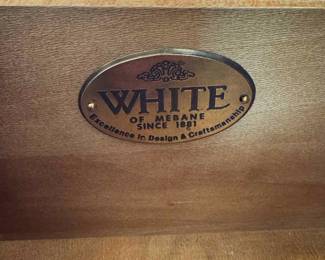 WHITE
OF MEBANE
SINCE 1881
Excellence in Design & Craftsmanship